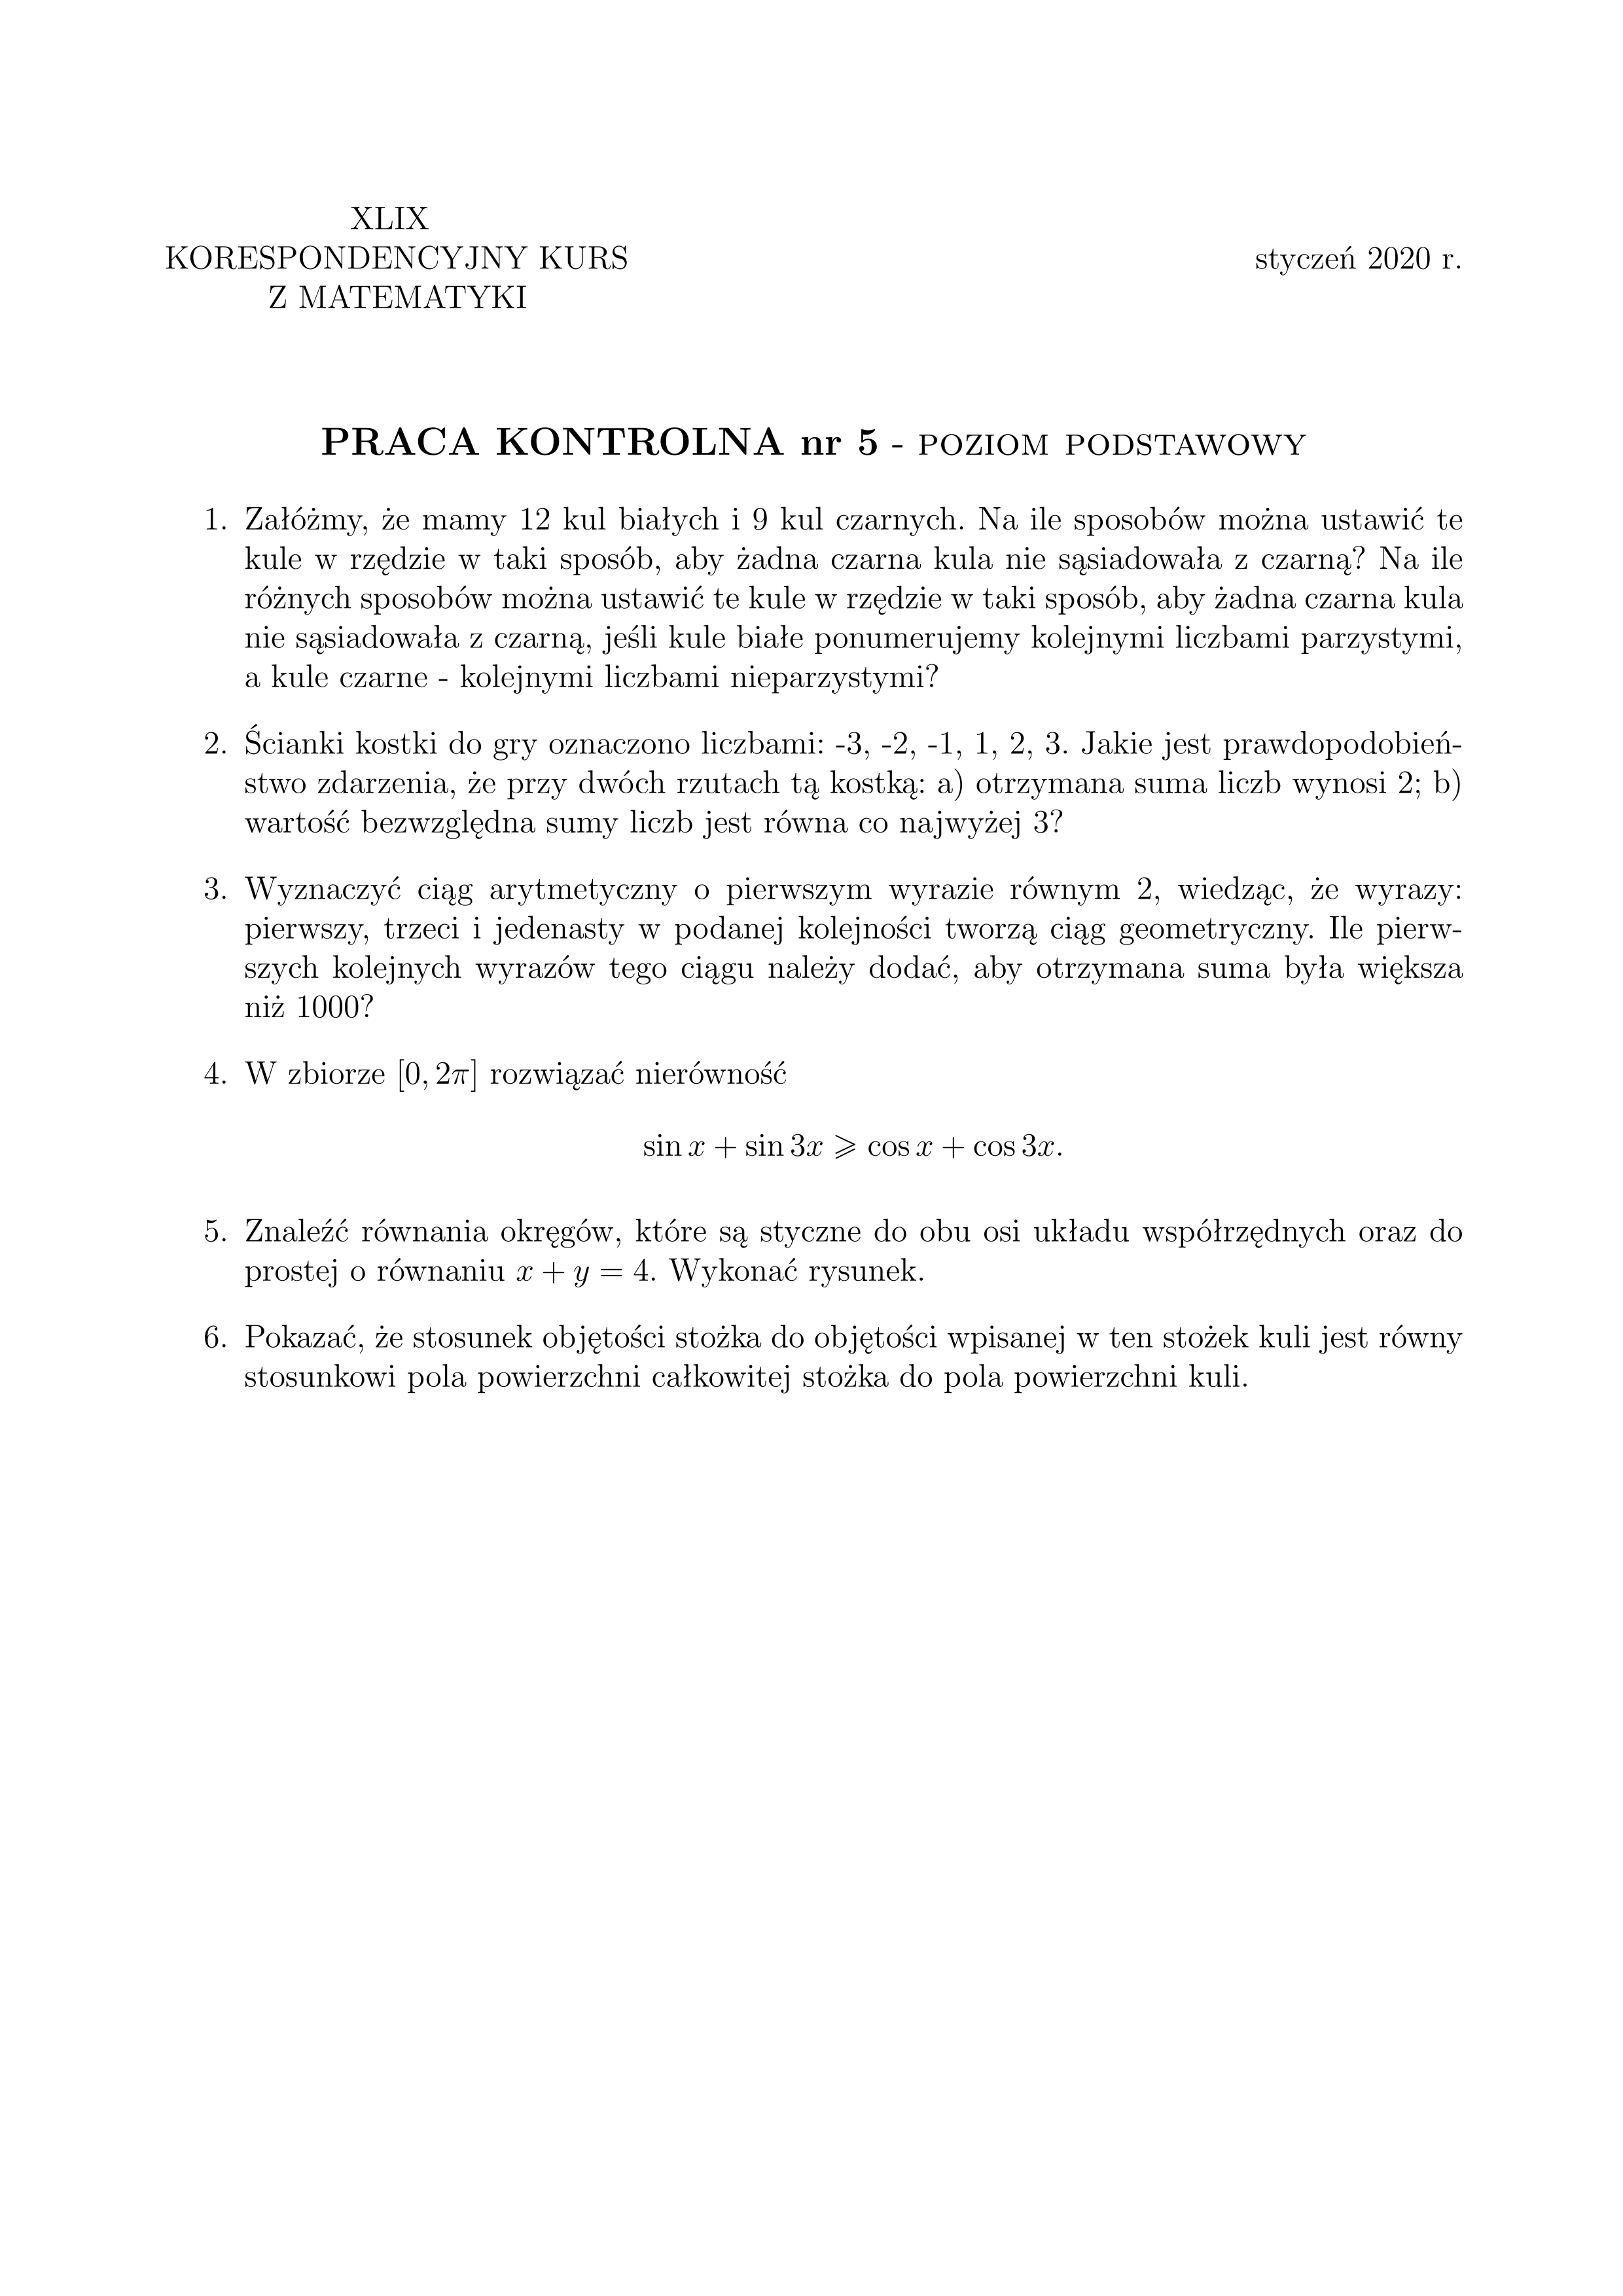 XLIX
KORESPONDENCYJNY KURS
Z MATEMATYKI
styczeń 2020 r.
PRACA KONTROLNA nr 5 - POZIOM PODSTAWOWY
1. Załóżmy, że mamy 12 kul białych i 9 kul czarnych. Na ile sposobów można ustawić te
kule w rzędzie w taki sposób, aby żadna czarna kula nie sąsiadowała z czarną? Na ile
różnych sposobów można ustawić te kule w rzędzie w taki sposób, aby żadna czarna kula
nie sąsiadowała z czarną, jeśli kule białe ponumerujemy kolejnymi liczbami parzystymi,
a kule czarne - kolejnymi liczbami nieparzystymi?
2. Ścianki kostki do gry oznaczono liczbami: -3, -2, -1, 1, 2, 3. Jakie jest prawdopodobień-
stwo zdarzenia, że przy dwóch rzutach tą kostką: a) otrzymana suma liczb wynosi 2; b)
wartość bezwzględna sumy liczb jest równa co najwyżej 3?
3. Wyznaczyć ciąg arytmetyczny o pierwszym wyrazie równym 2, wiedząc, że wyrazy:
pierwszy, trzeci i jedenasty w podanej kolejności tworzą ciąg geometryczny. Ile pierw-
szych kolejnych wyrazów tego ciągu należy dodać, aby otrzymana suma była większa
niż 1000?
4. W zbiorze [0, 2π] rozwiązać nierówność
sin x + sin 3x ⩾ cos x + cos 3x.
5. Znaleźć równania okręgów, które są styczne do obu osi układu współrzędnych oraz do
prostej o równaniu x + y = 4. Wykonać rysunek.
6. Pokazać, że stosunek objętości stożka do objętości wpisanej w ten stożek kuli jest równy
stosunkowi pola powierzchni całkowitej stożka do pola powierzchni kuli.